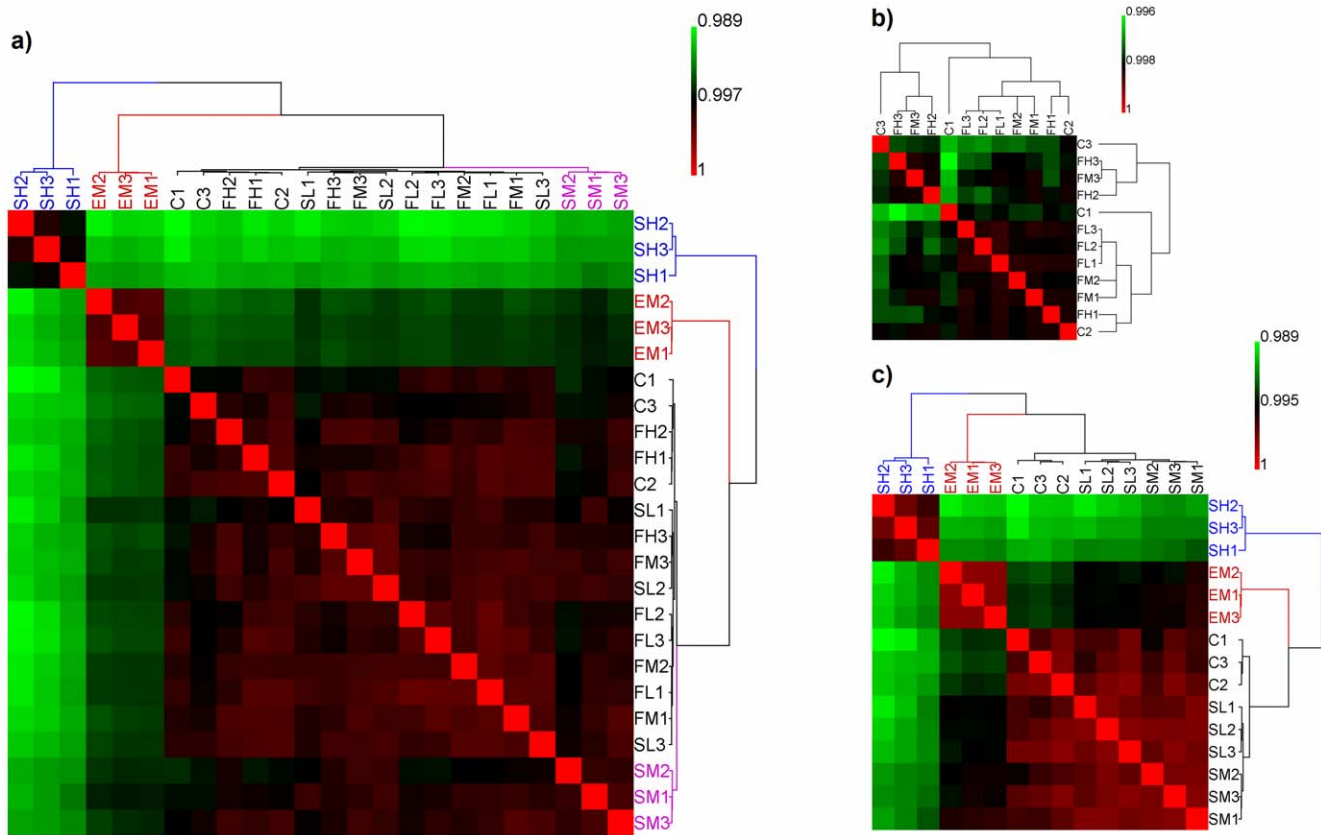 a)
0.989
0.997
1
SH2 SH3 SH1 EM2 EM3 EM1 C1 C3 FH2 FH1 C2 SL1 FH3 FM3 SL2 FL2 FL3 FM2 FL1 FM1 SL3 SM2 SM1 SM3
SH2
SH3
SH1
EM2
EM3
EM1
C1
C3
FH2
FH1
C2
SL1
FH3
FM3
SL2
FL2
FL3
FM2
FL1
FM1
SL3
SM2
SM1
SM3
b)
0.996
0.998
1
C3 FH3 FM3 FH2 C1 FL3 FL2 FL1 FM2 FM1 FH1 C2
C3
FH3
FM3
FH2
C1
FL3
FL2
FL1
FM2
FM1
FH1
C2
c)
0.989
0.995
1
SH2 SH3 SH1 EM2 EM1 EM3 C1 C3 C2 SL1 SL2 SL3 SM2 SM3 SM1
SH2
SH3
SH1
EM2
EM1
EM3
C1
C3
C2
SL1
SL2
SL3
SM2
SM3
SM1